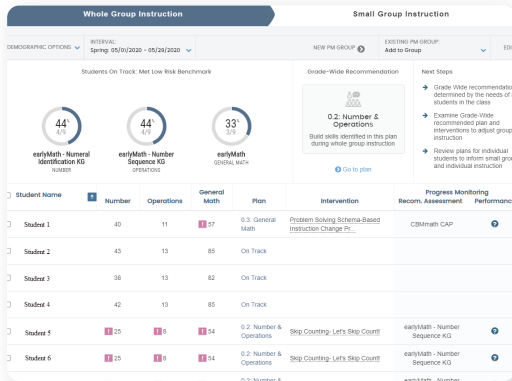 Whole Group Instruction
Small Group Instruction
DEMOGRAPHIC OPTIONS
INTERVAL:
Spring: 05/01/2020 - 05/29/2020
NEW PM GROUP
EXISTING PM GROUP:
Add to Group
Students On Track: Met Low Risk Benchmark
44%
4/9
earlyMath - Numeral
Identification KG
NUMBER
44%
4/9
earlyMath - Number
Sequence KG
OPERATIONS
33%
3/9
earlyMath
GENERAL MATH
Grade-Wide Recommendation
0.2: Number &
Operations
Build skills identified in this plan
during whole group instruction
Go to plan
Next Steps
Grade Wide recommendatio
determined by the needs of a
students in the class
Examine Grade-Wide
recommended plan and
interventions to adjust group
instruction
Review plans for individual
students to inform small gro
and individual instruction
Student Name
Number
Operations
General
Math
Plan
Intervention
Progress Monitoring
Recom. Assessment
Performanc
Student 1
40
11
! 57
0.3: General
Math
Problem Solving Schema-Based
Instruction Change Pr...
CBMmath CAP
?
Student 2
43
13
85
On Track
Student 3
38
13
82
On Track
Student 4
42
13
85
On Track
Student 5
! 25
! 8
! 54
0.2: Number &
Operations
Skip Counting- Let's Skip Count!
earlyMath - Number
Sequence KG
?
Student 6
! 25
! 8
! 54
0.2: Number &
Operations
Skip Counting- Let's Skip Count!
earlyMath - Number
Sequence KG
?